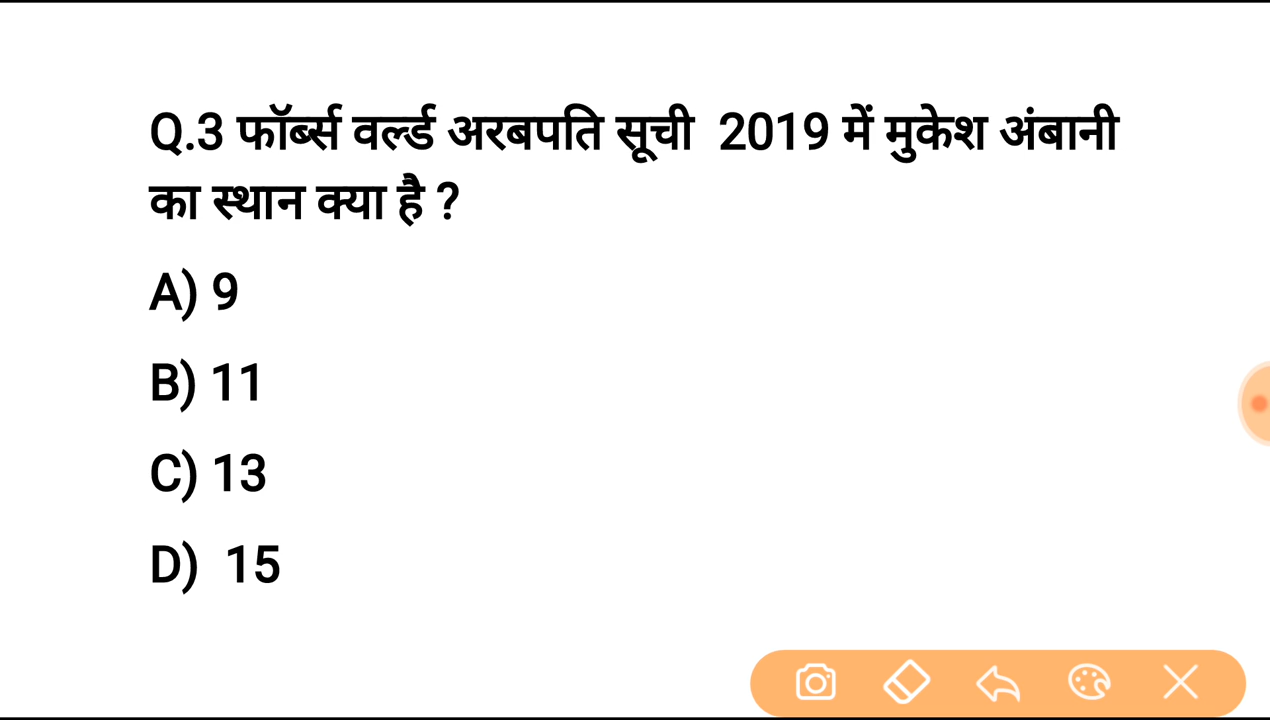 Q.3 फॉर्ब्स वर्ल्ड अरबपति सूची 2019 में मुकेश अंबानी
का स्थान क्या है ?
A) 9
B) 11
C) 13
D) 15